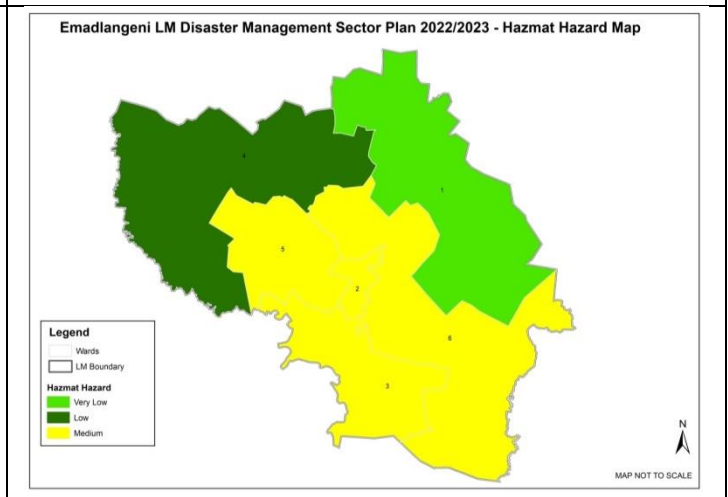 Emadlangeni LM Disaster Management Sector Plan 2022/2023 - Hazmat Hazard Map
4
1
5
2
6
3
Legend
Wards
LM Boundary
Hazmat Hazard
Very Low
Low
Medium
N
MAP NOT TO SCALE